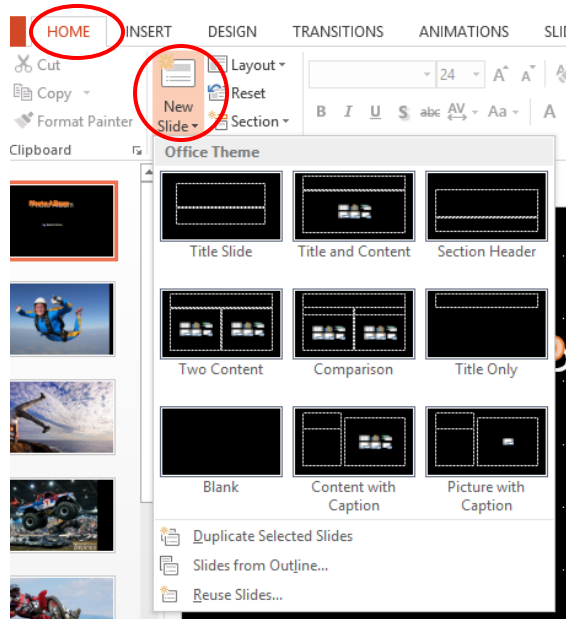 HOME INSERT DESIGN TRANSITIONS ANIMATIONS SLI
Cut
Copy
Format Painter
Clipboard
New
Slide
Layout
Reset
Section
24 A A
B I U S abc AV Aa A
Office Theme
Title Slide Title and Content Section Header
Two Content Comparison Title Only
Blank Content with Caption Picture with Caption
Duplicate Selected Slides
Slides from Outline...
Reuse Slides...